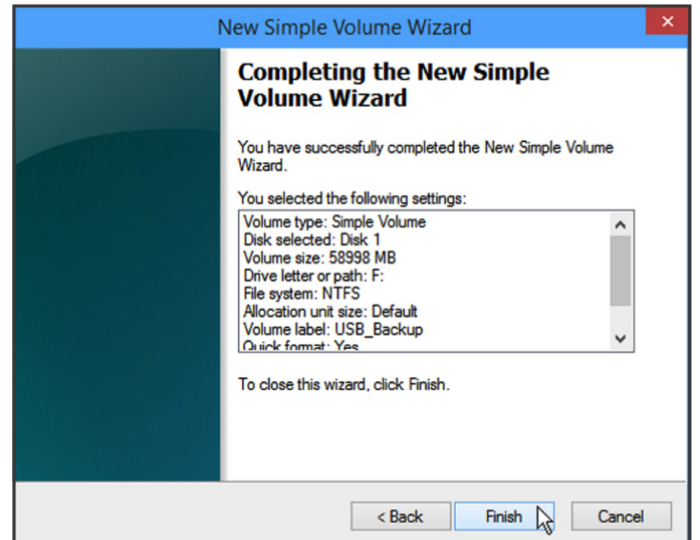 New Simple Volume Wizard
Completing the New Simple
Volume Wizard
You have successfully completed the New Simple Volume
Wizard.
You selected the following settings:
Volume type: Simple Volume
Disk selected: Disk 1
Volume size: 58998 MB
Drive letter or path: F:
File system: NTFS
Allocation unit size: Default
Volume label: USB_Backup
Quick format: Yes
To close this wizard, click Finish.
< Back Finish Cancel